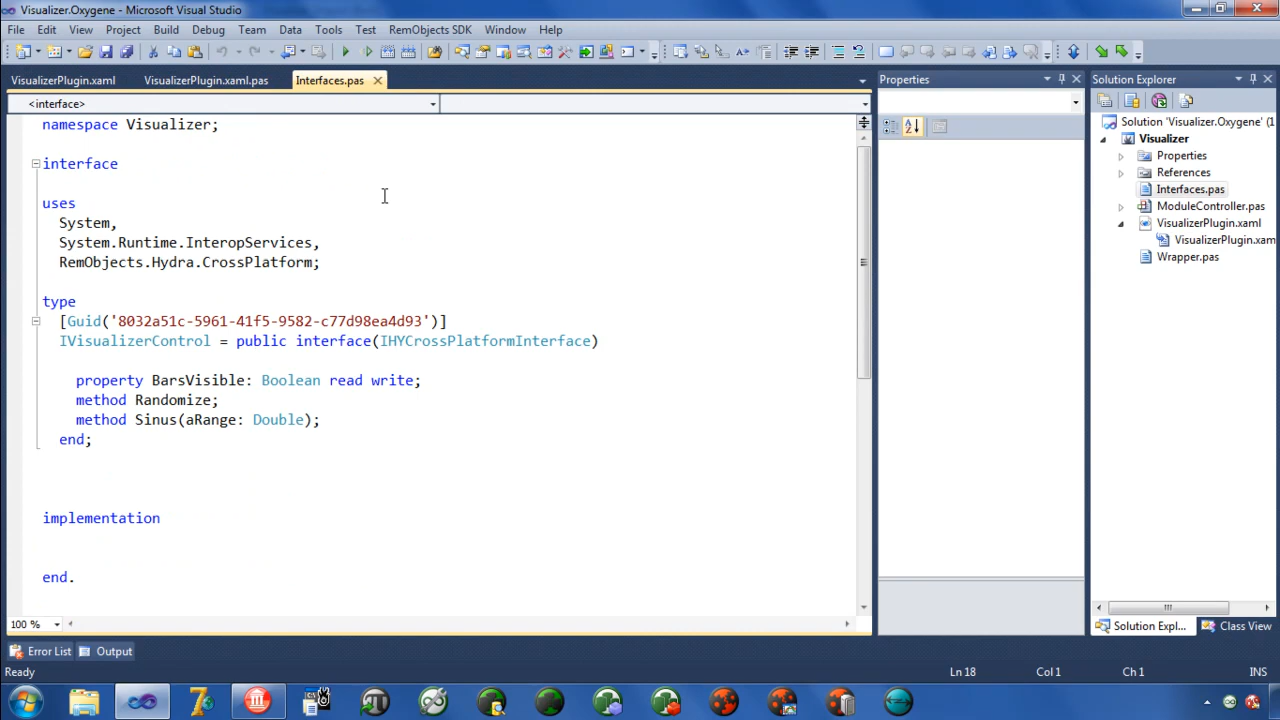 Visualizer.Oxygene - Microsoft Visual Studio
File Edit View Project Build Debug Team Data Tools Test RemObjects SDK Window Help
VisualizerPlugin.xaml VisualizerPlugin.xaml.pas Interfaces.pas
<interface>
namespace Visualizer;
interface
uses
System,
System.Runtime.InteropServices,
RemObjects.Hydra.CrossPlatform;
type
[Guid('8032a51c-5961-41f5-9582-c77d98ea4d93')]
IVisualizerControl = public interface(IHYCrossPlatformInterface)
property BarsVisible: Boolean read write;
method Randomize;
method Sinus(aRange: Double);
end;
implementation
end.
100 %
Properties
Solution Explorer
Solution 'Visualizer.Oxygene' (1
Visualizer
Properties
References
Interfaces.pas
ModuleController.pas
VisualizerPlugin.xaml
VisualizerPlugin.xam
Wrapper.pas
Solution Expl... Class View
Error List Output
Ready Ln 18 Col 1 Ch 1 INS